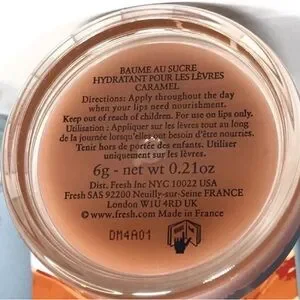 BAUME AU SUCRE
HYDRATANT POUR LES LÈVRES
CARAMEL
Directions: Apply throughout the day
when your lips need nourishment.
Keep out of reach of children. For use on lips only.
Utilisation : Appliquer sur les lèvres tout au long
de la journée lorsqu'elles ont besoin d'être nourries.
Tenir hors de portée des enfants. Utiliser
uniquement sur les lèvres.
6g - net wt 0.21oz
Dist. Fresh Inc NYC 10022 USA
Fresh SAS 92200 Neuilly-sur-Seine FRANCE
London W1U 4RD UK
©www.fresh.com Made in France
DM4A01